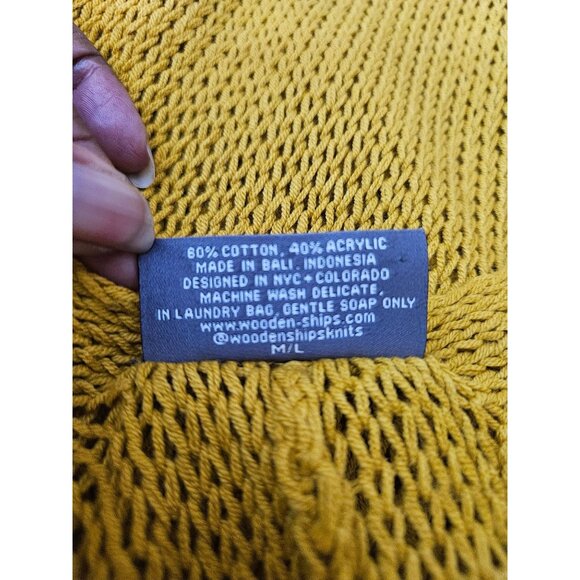 60% COTTON, 40% ACRYLIC
MADE IN BALI, INDONESIA
DESIGNED IN NYC + COLORADO
MACHINE WASH DELICATE,
IN LAUNDRY BAG, GENTLE SOAP ONLY
www.wooden-ships.com
@woodenshipsknits
M/L